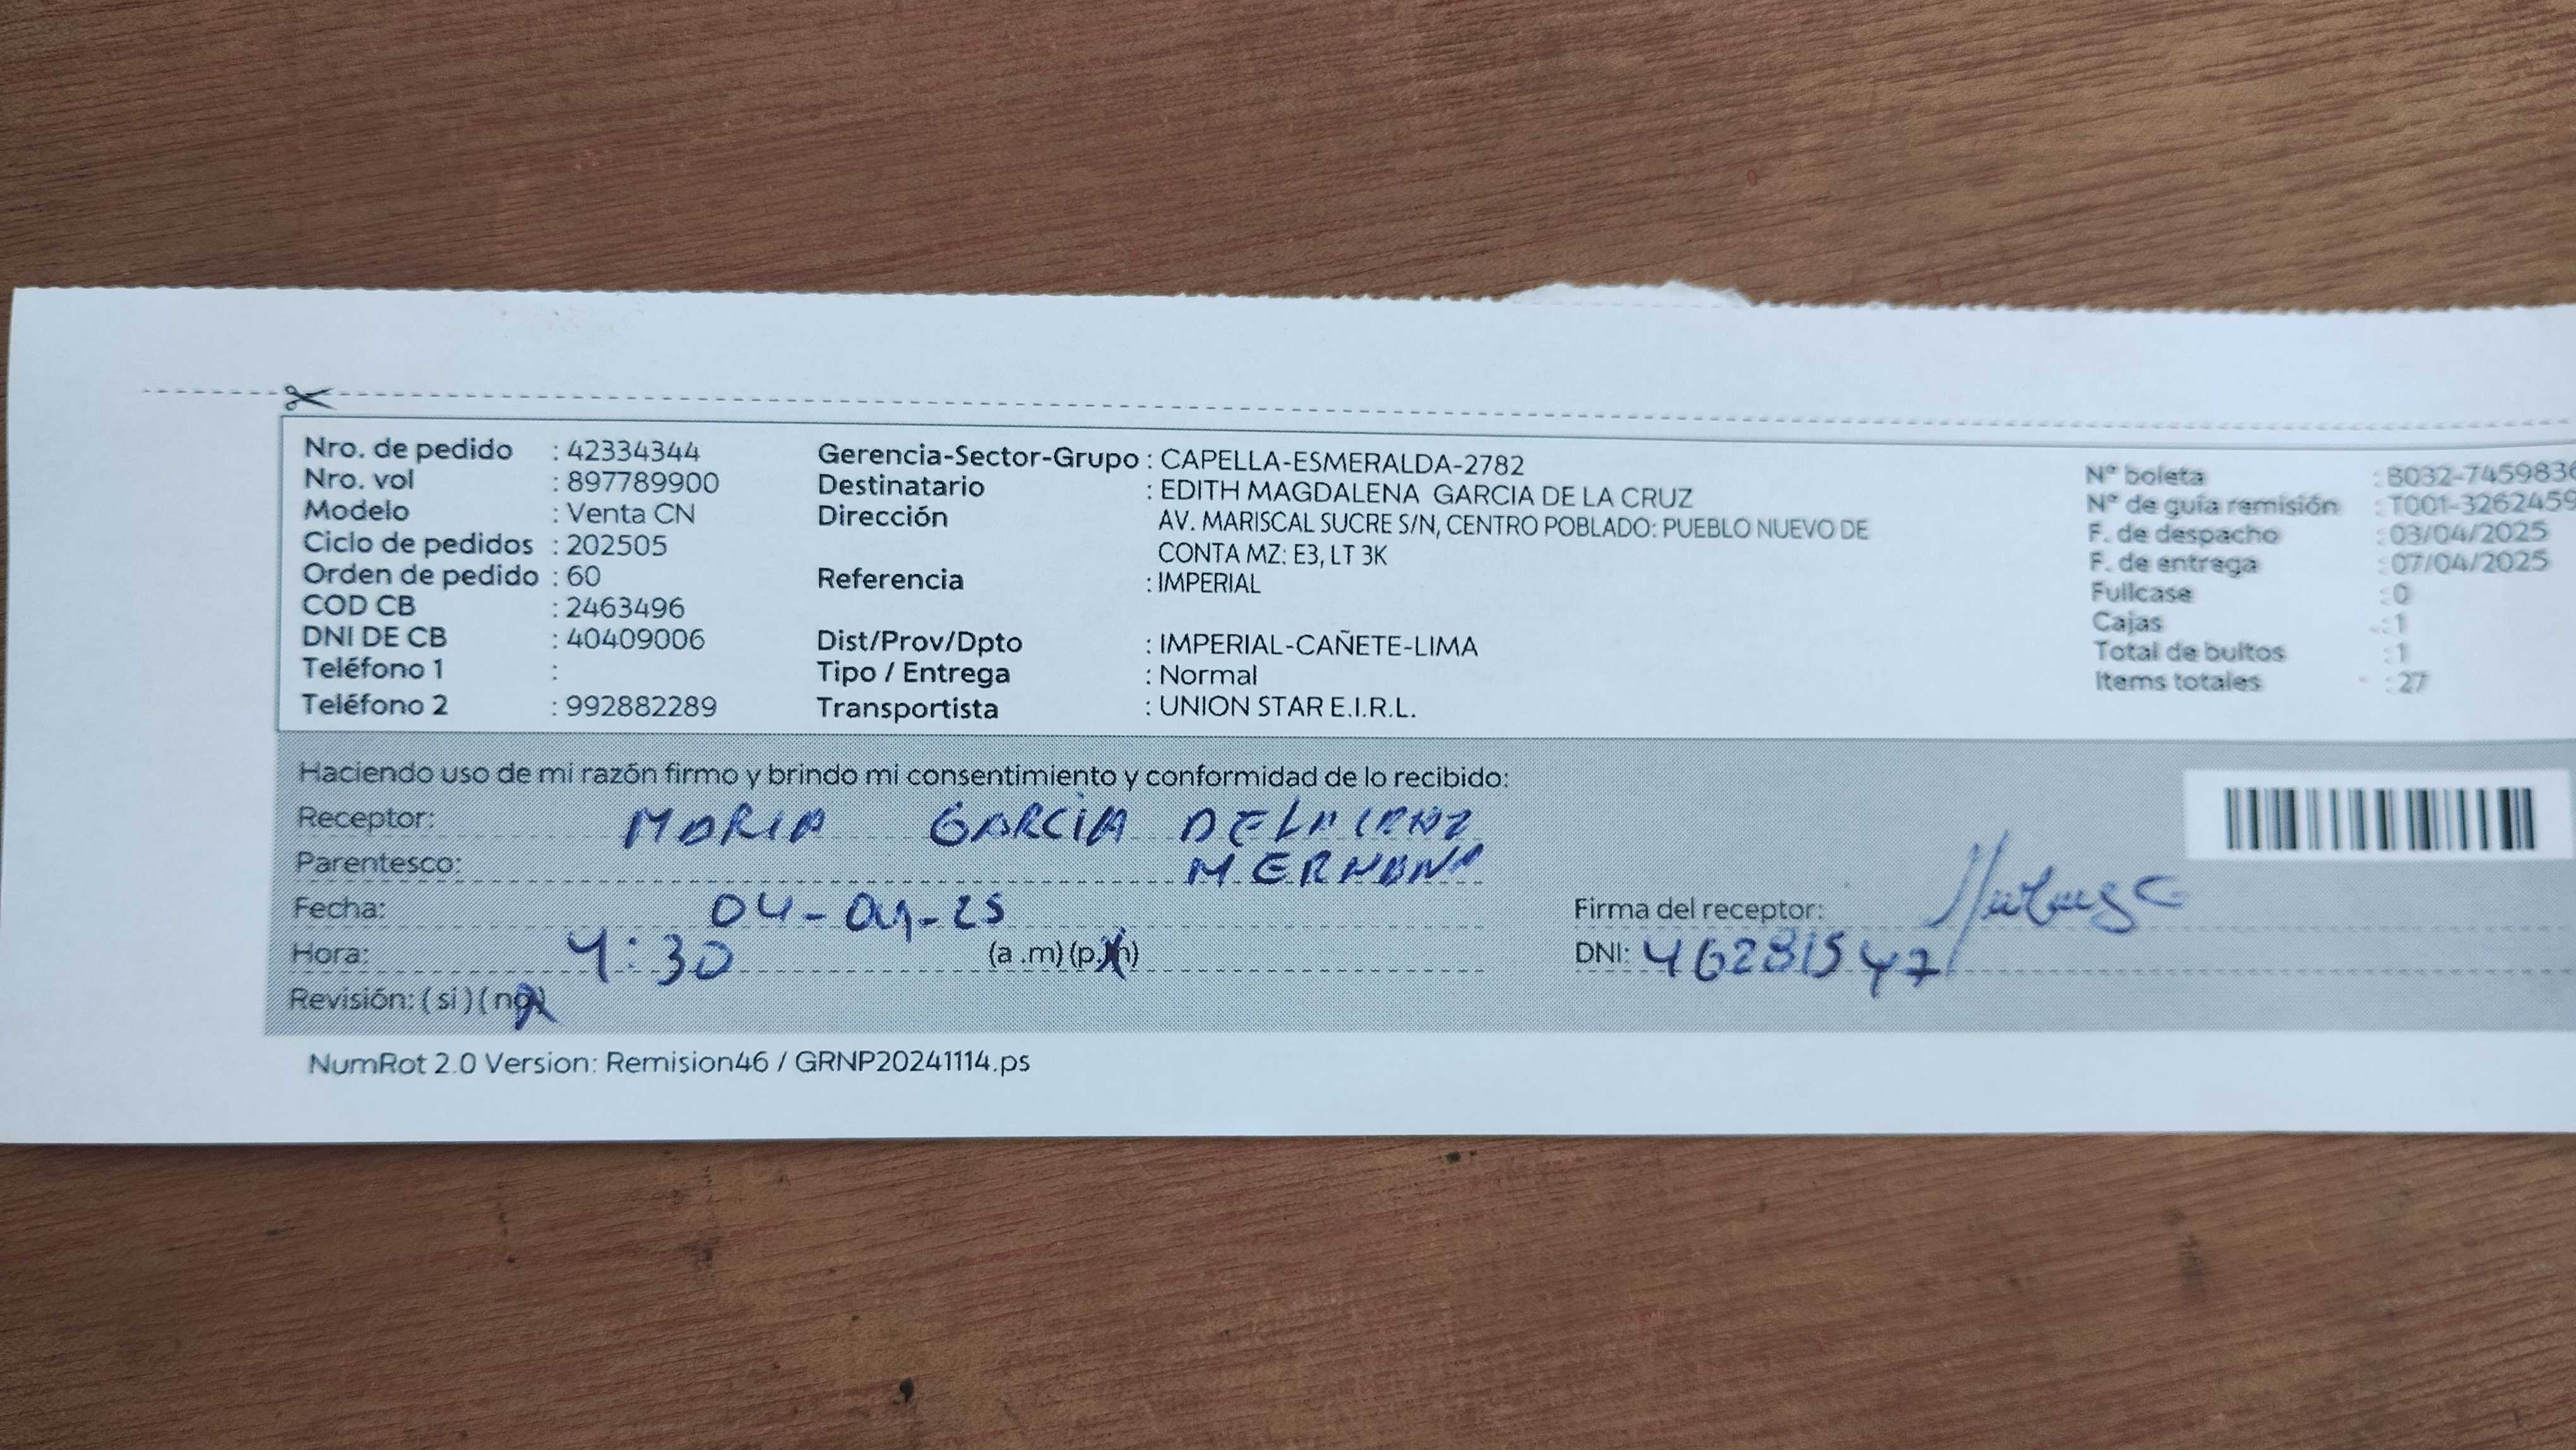 Nro. de pedido : 42334344
Nro. vol : 897789900
Modelo : Venta CN
Ciclo de pedidos : 202505
Orden de pedido : 60
COD CB : 2463496
DNI DE CB : 40409006
Teléfono 1 :
Teléfono 2 : 992882289
Gerencia-Sector-Grupo : CAPELLA-ESMERALDA-2782
Destinatario : EDITH MAGDALENA GARCIA DE LA CRUZ
Dirección AV. MARISCAL SUCRE S/N, CENTRO POBLADO: PUEBLO NUEVO DE
CONTA MZ: E3, LT 3K
Referencia : IMPERIAL
Dist/Prov/Dpto : IMPERIAL-CAÑETE-LIMA
Tipo / Entrega : Normal
Transportista : UNION STAR E.I.R.L.
N° boleta : B032-7459836
N° de guía remisión : T001-3262459
F. de despacho : 03/04/2025
F. de entrega : 07/04/2025
Fullcase : 0
Cajas : 1
Total de bultos : 1
Items totales : 27
Haciendo uso de mi razón firmo y brindo mi consentimiento y conformidad de lo recibido:
Receptor: MARIA GARCIA DE LA CRUZ
Parentesco: HERMANA
Fecha: 04-04-25
Hora: 4:30 (a.m) (p.m)
Revisión: (si) (no)
Firma del receptor:
DNI: 46281547
NumRot 2.0 Version: Remision46 / GRNP20241114.ps